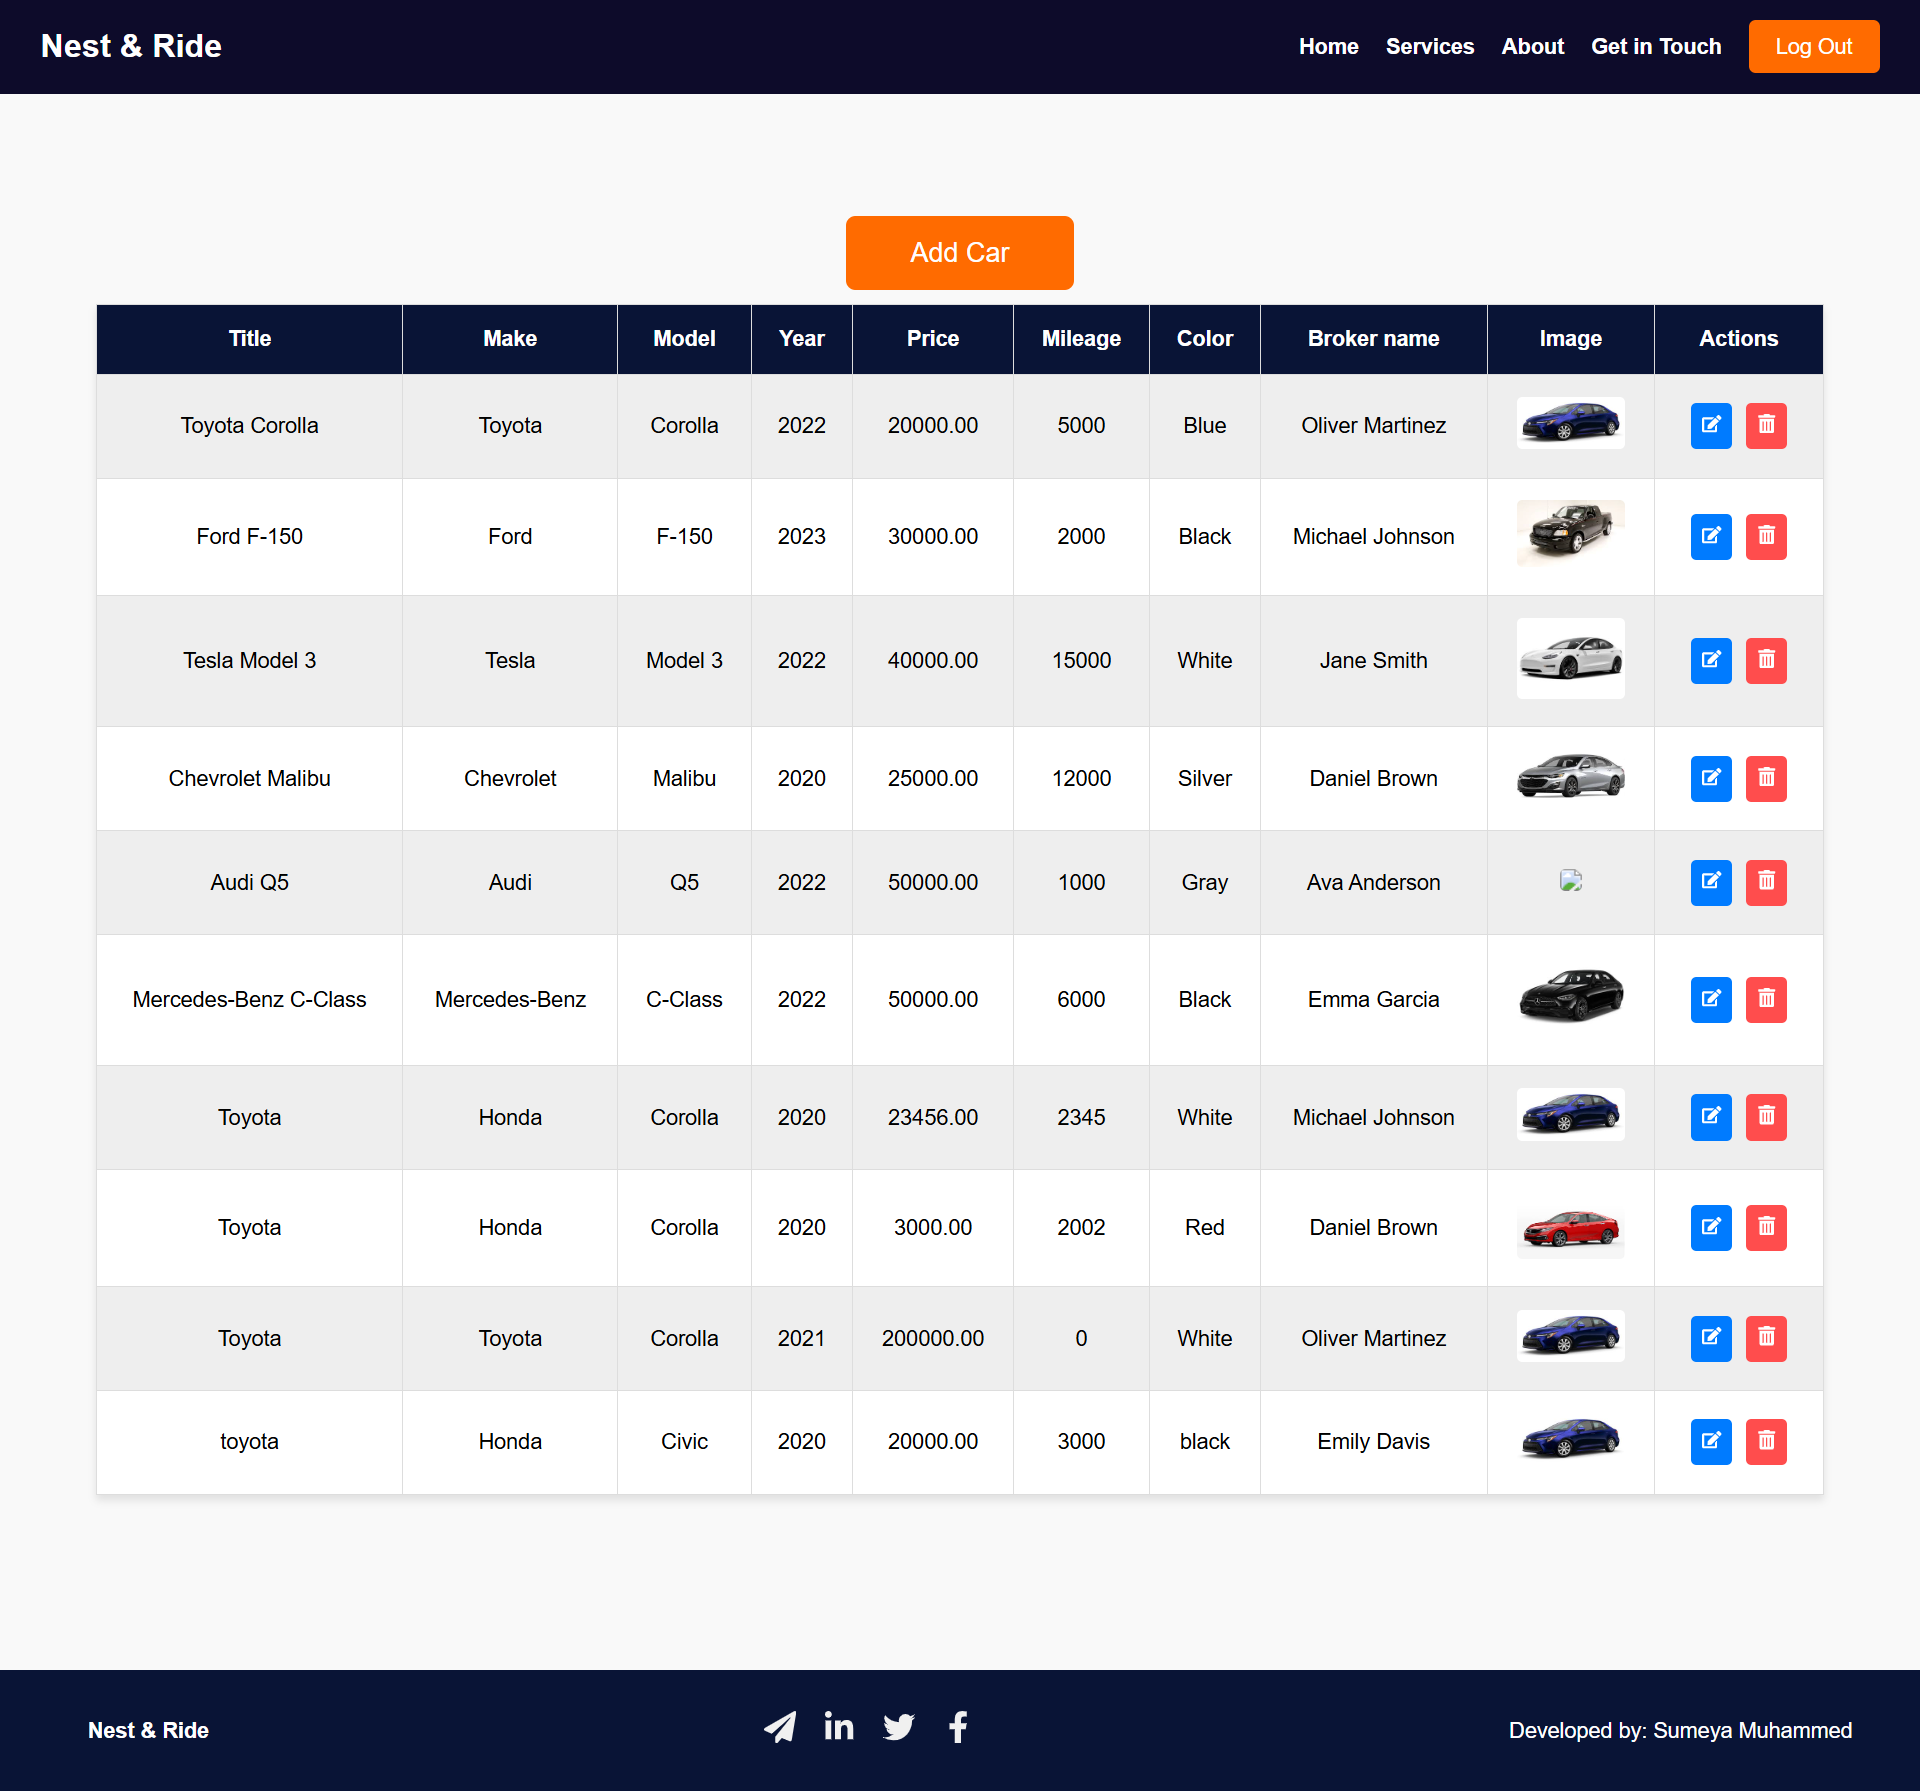 Nest & Ride Home Services About Get in Touch Log Out
Add Car
Title Make Model Year Price Mileage Color Broker name Image Actions
Toyota Corolla Toyota Corolla 2022 20000.00 5000 Blue Oliver Martinez
Ford F-150 Ford F-150 2023 30000.00 2000 Black Michael Johnson
Tesla Model 3 Tesla Model 3 2022 40000.00 15000 White Jane Smith
Chevrolet Malibu Chevrolet Malibu 2020 25000.00 12000 Silver Daniel Brown
Audi Q5 Audi Q5 2022 50000.00 1000 Gray Ava Anderson
Mercedes-Benz C-Class Mercedes-Benz C-Class 2022 50000.00 6000 Black Emma Garcia
Toyota Honda Corolla 2020 23456.00 2345 White Michael Johnson
Toyota Honda Corolla 2020 3000.00 2002 Red Daniel Brown
Toyota Toyota Corolla 2021 200000.00 0 White Oliver Martinez
toyota Honda Civic 2020 20000.00 3000 black Emily Davis
Nest & Ride Developed by: Sumeya Muhammed